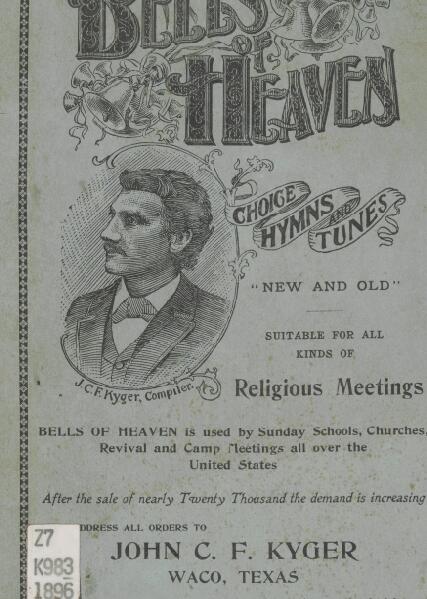 BELLS
OF
HEAVEN
CHOICE
HYMNS AND
TUNES
"NEW AND OLD"
SUITABLE FOR ALL
KINDS OF
Religious Meetings
J.C.F. Kyger, Compiler.
BELLS OF HEAVEN is used by Sunday Schools, Churches,
Revival and Camp Meetings all over the
United States
After the sale of nearly Twenty Thousand the demand is increasing
DDRESS ALL ORDERS TO
JOHN C. F. KYGER
WACO, TEXAS
Z7
K983
1896